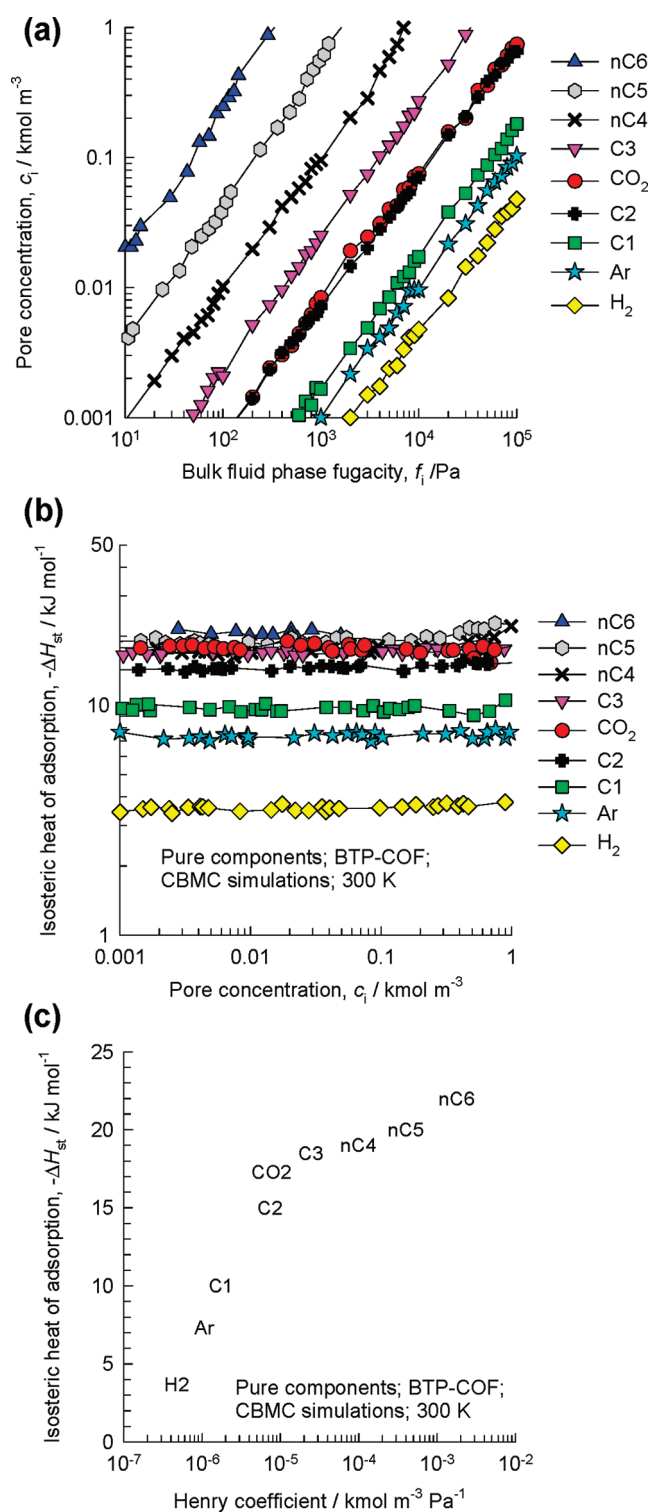 (a)
1
0.1
0.01
0.001
Pore concentration, cᵢ / kmol m⁻³
10¹ 10² 10³ 10⁴ 10⁵
Bulk fluid phase fugacity, fᵢ /Pa
nC6
nC5
nC4
C3
CO₂
C2
C1
Ar
H₂
(b)
50
10
1
Isosteric heat of adsorption, -ΔHₛₜ / kJ mol⁻¹
Pure components; BTP-COF;
CBMC simulations; 300 K
0.001 0.01 0.1 1
Pore concentration, cᵢ / kmol m⁻³
nC6
nC5
nC4
C3
CO₂
C2
C1
Ar
H₂
(c)
25
20
15
10
5
0
Isosteric heat of adsorption, -ΔHₛₜ / kJ mol⁻¹
nC6
nC5
nC4
C3
CO2
C2
C1
Ar
H2
Pure components; BTP-COF;
CBMC simulations; 300 K
10⁻⁷ 10⁻⁶ 10⁻⁵ 10⁻⁴ 10⁻³ 10⁻²
Henry coefficient / kmol m⁻³ Pa⁻¹